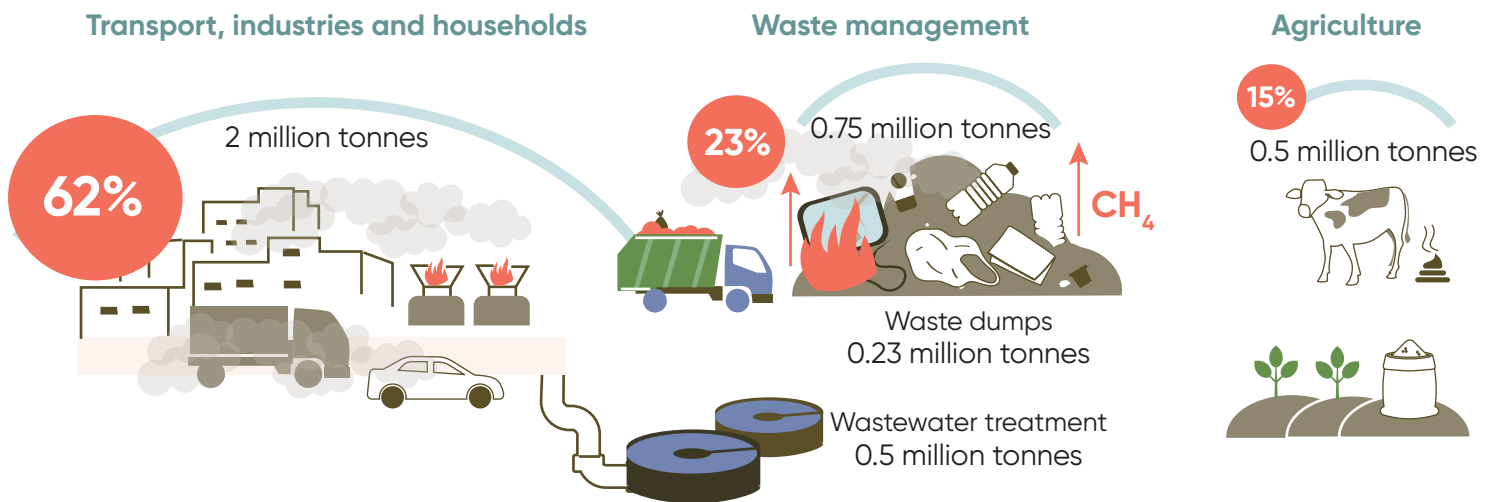 Transport, industries and households
62%
2 million tonnes
Waste management
23%
0.75 million tonnes
CH₄
Waste dumps
0.23 million tonnes
Wastewater treatment
0.5 million tonnes
Agriculture
15%
0.5 million tonnes